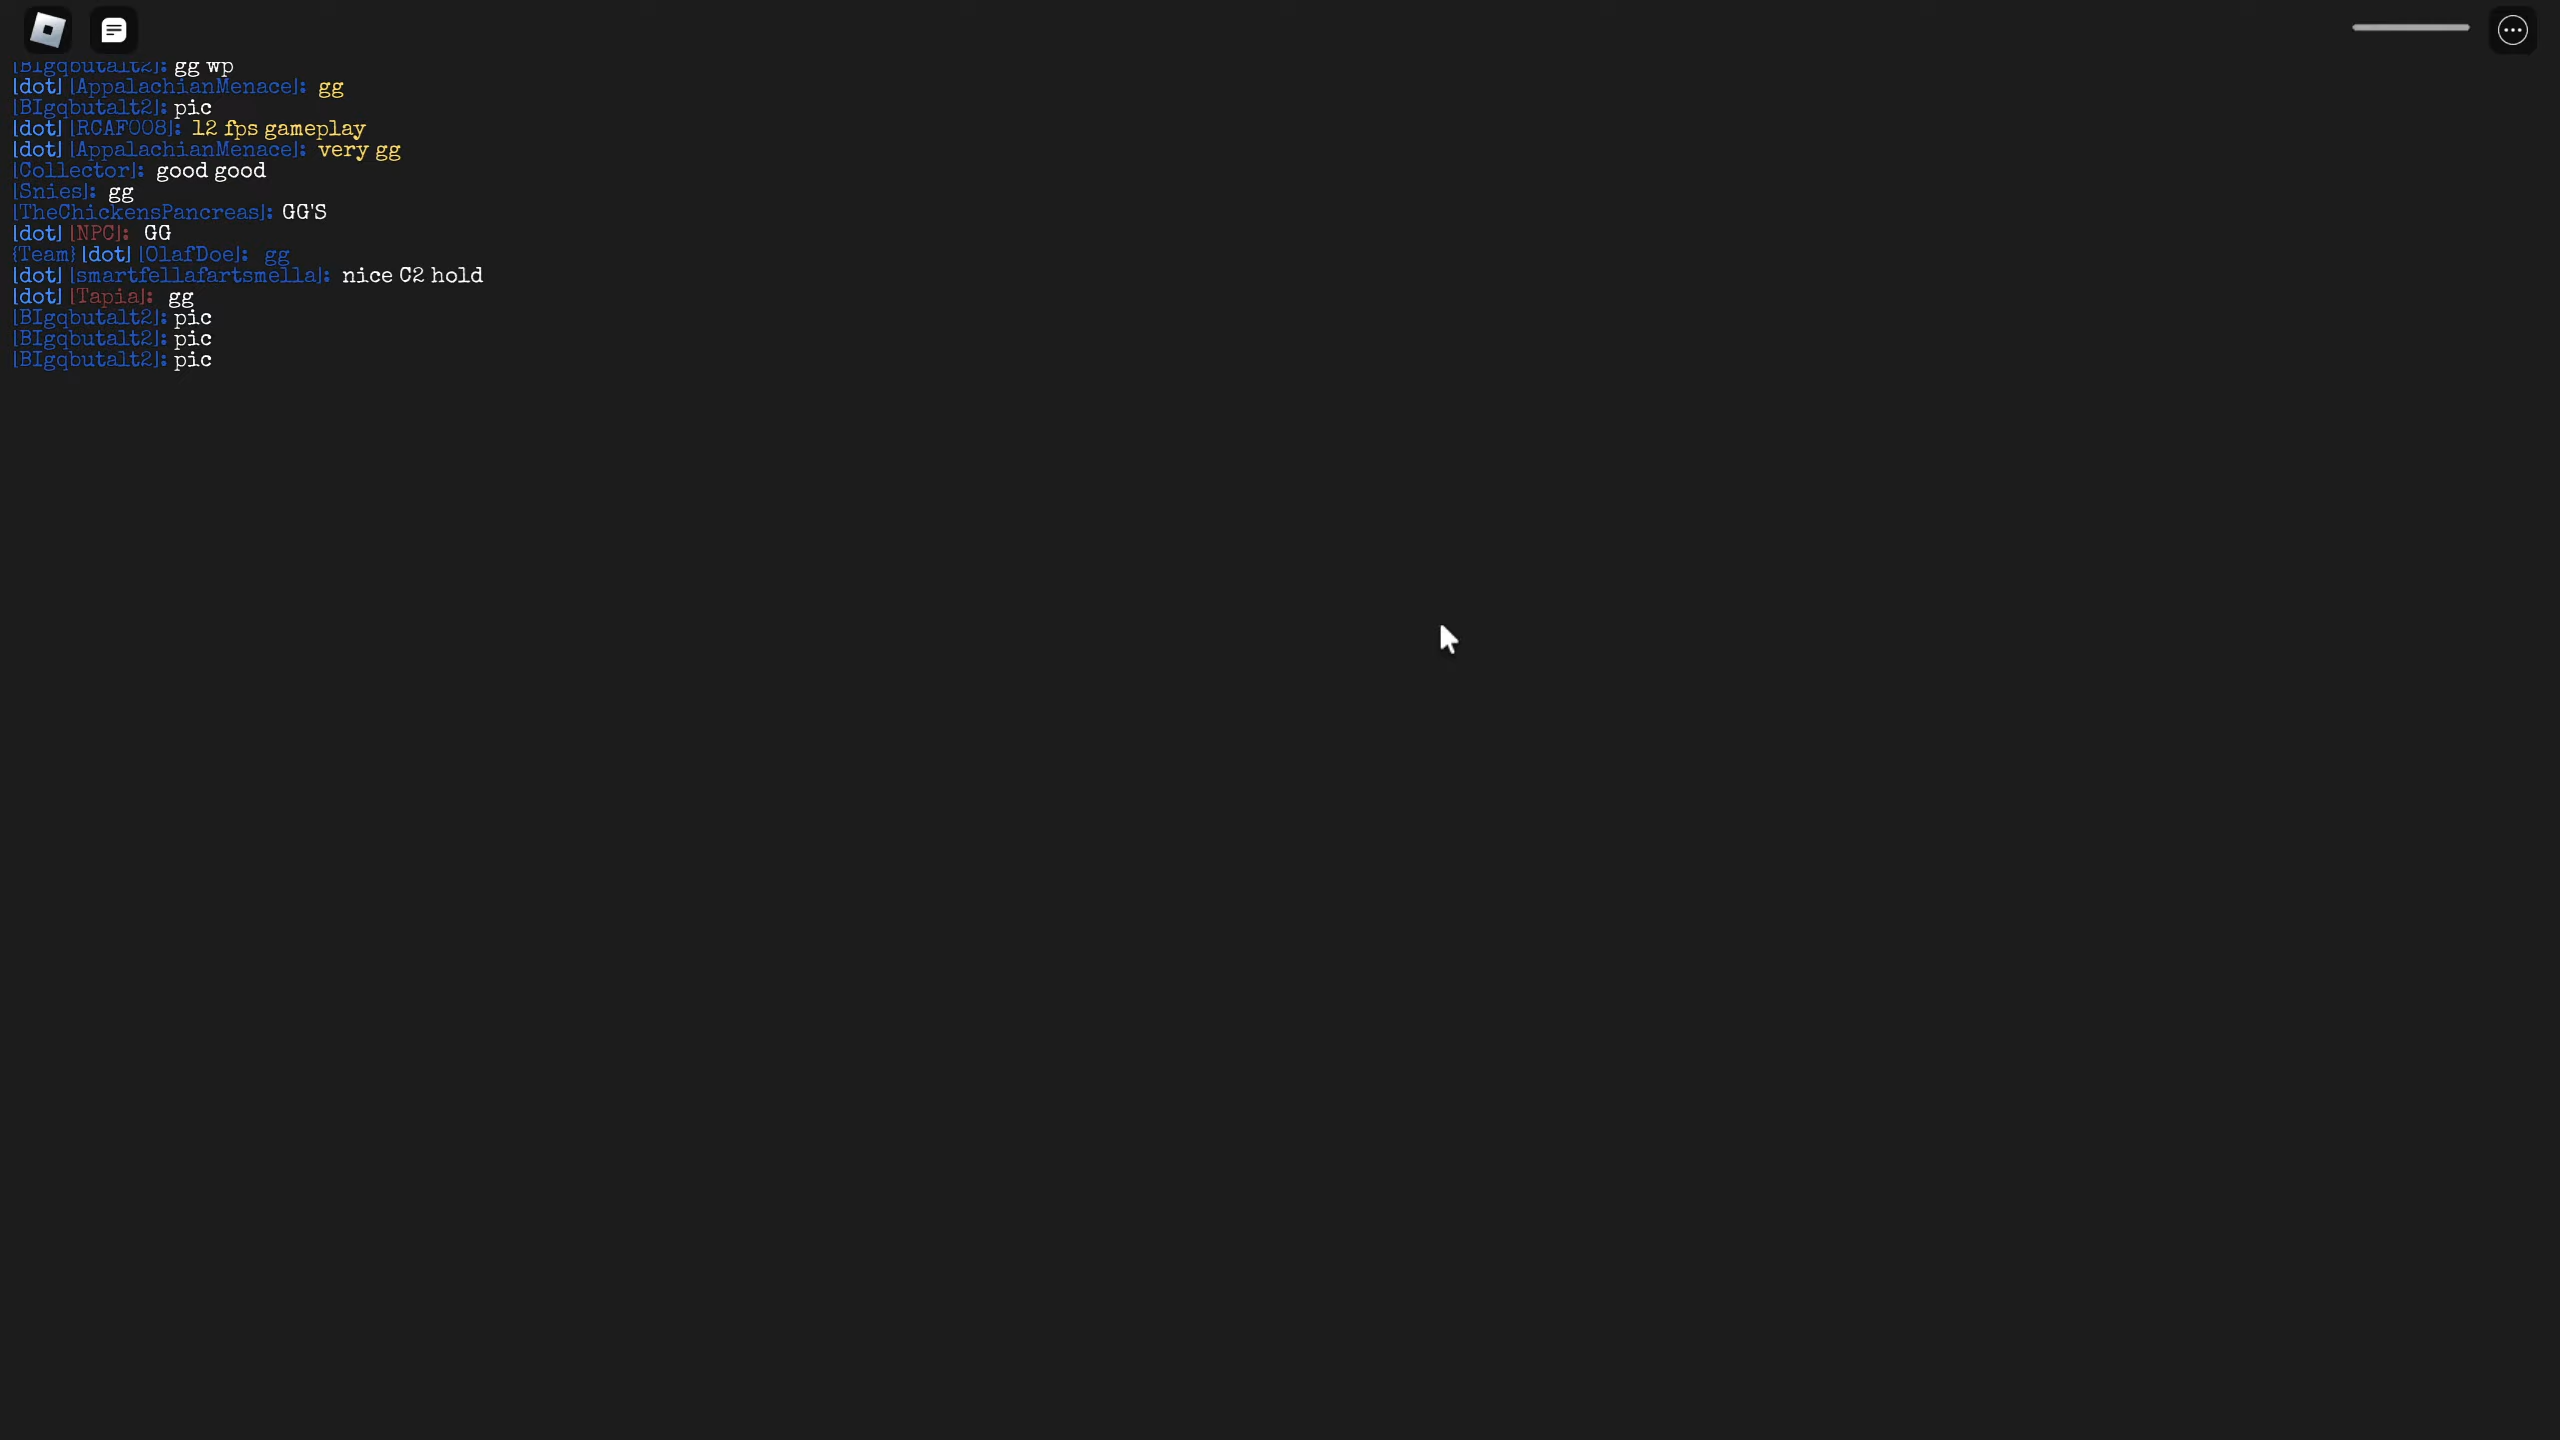 [BIgqbutalt2]: gg wp
[dot] [AppalachianMenace]: gg
[BIgqbutalt2]: pic
[dot] [RCAF008]: 12 fps gameplay
[dot] [AppalachianMenace]: very gg
[Collector]: good good
[Snies]: gg
[TheChickensPancreas]: GG'S
[dot] [NPC]: GG
{Team} [dot] [OlafDoe]: gg
[dot] [smartfellafartsmella]: nice C2 hold
[dot] [Tapia]: gg
[BIgqbutalt2]: pic
[BIgqbutalt2]: pic
[BIgqbutalt2]: pic